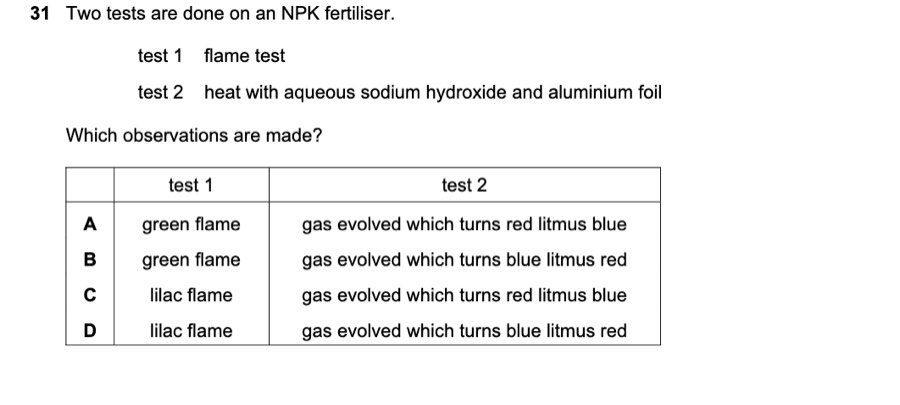 31 Two tests are done on an NPK fertiliser.
test 1 flame test
test 2 heat with aqueous sodium hydroxide and aluminium foil
Which observations are made?
test 1 test 2
A green flame gas evolved which turns red litmus blue
B green flame gas evolved which turns blue litmus red
C lilac flame gas evolved which turns red litmus blue
D lilac flame gas evolved which turns blue litmus red